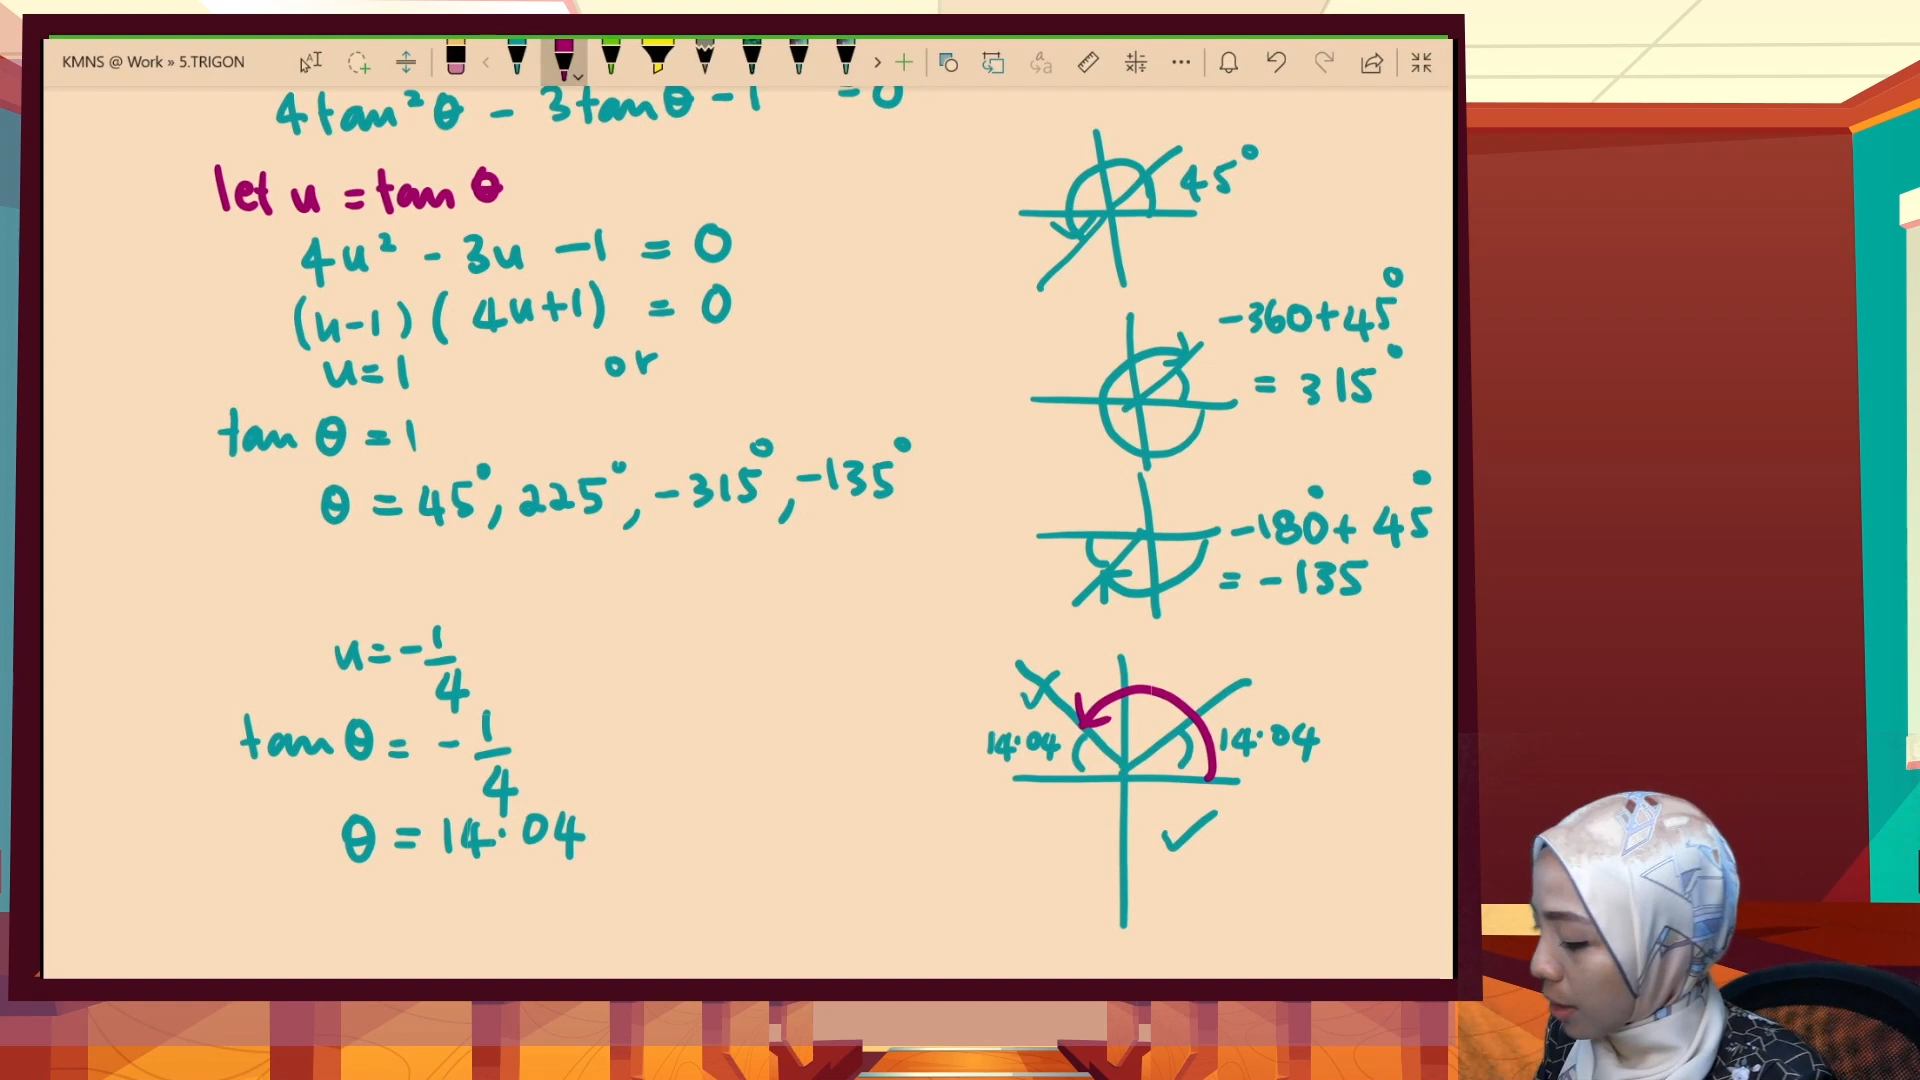 KMNS @ Work » 5.TRIGON
4tan²θ - 3tanθ - 1 = 0
let u = tan θ
4u² - 3u - 1 = 0
(u-1)(4u+1) = 0
u=1 or
tan θ = 1
θ = 45°, 225°, -315°, -135°
u = -1/4
tan θ = -1/4
θ = 14.04
45°
-360+45°
= 315°
-180°+ 45°
= -135
14.04
14.04